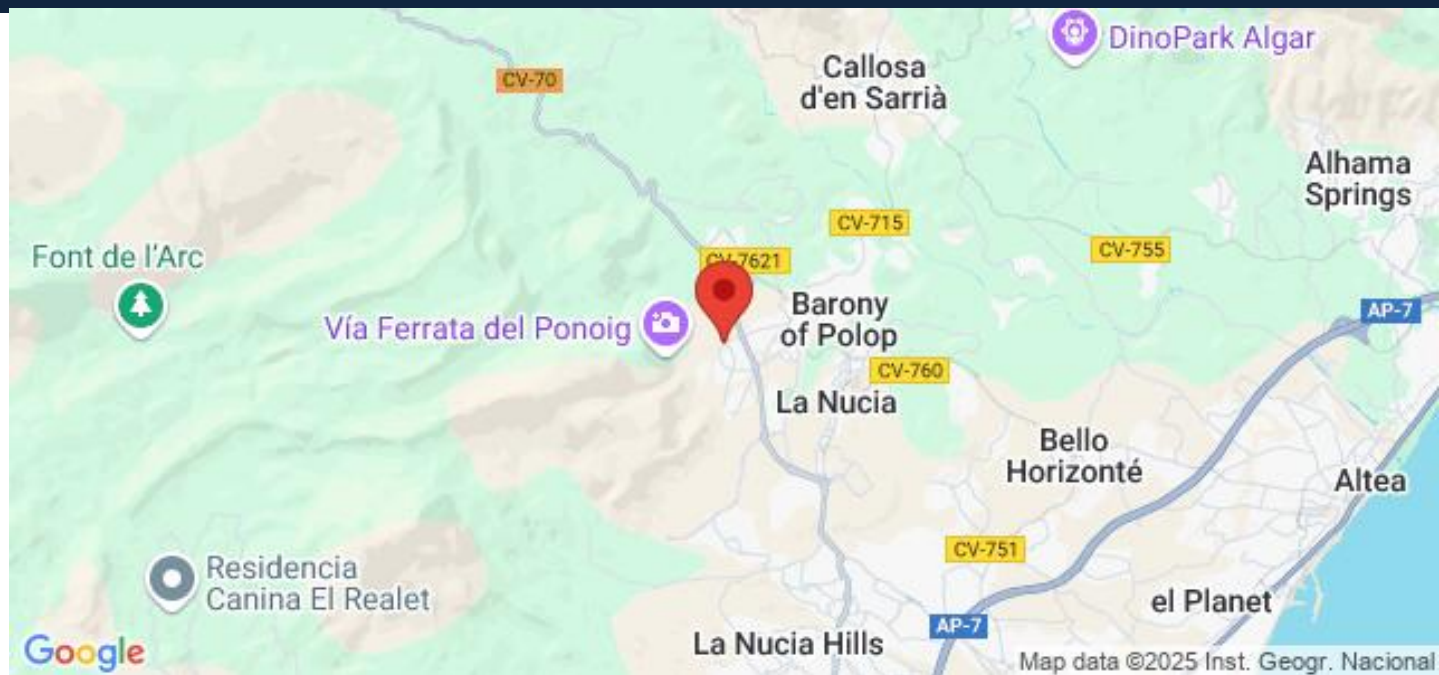 DinoPark Algar
Callosa
d'en Sarrià
CV-70
Alhama
Springs
CV-715
CV-755
Font de l'Arc
CV-7621
AP-7
Barony
of Polop
Vía Ferrata del Ponoig
CV-760
La Nucia
Bello
Horizonté
Altea
CV-751
Residencia
Canina El Realet
el Planet
AP-7
La Nucia Hills
Google
Map data ©2025 Inst. Geogr. Nacional